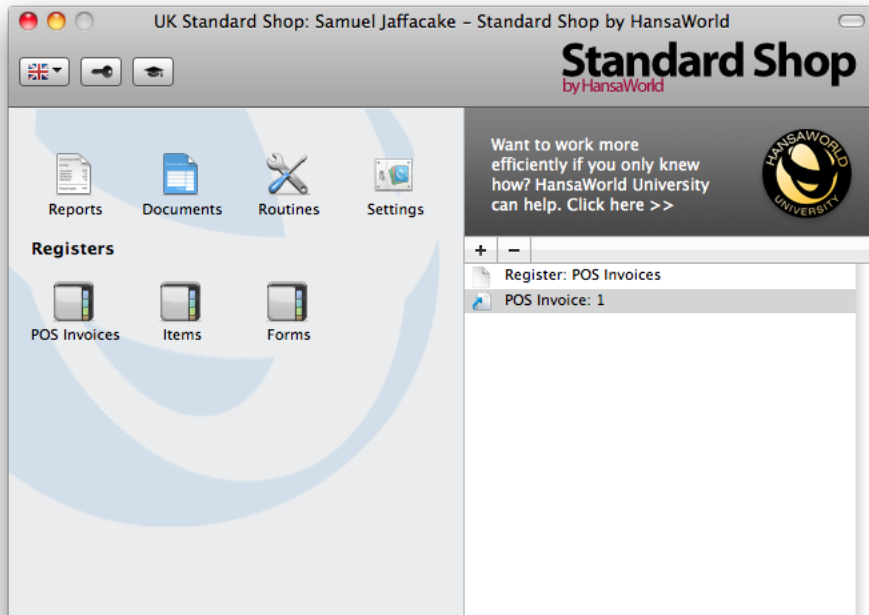 UK Standard Shop: Samuel Jaffacake – Standard Shop by HansaWorld
Standard Shop
by HansaWorld
Want to work more
efficiently if you only knew
how? HansaWorld University
can help. Click here >>
HANSAWORLD
UNIVERSITY
Reports
Documents
Routines
Settings
Registers
POS Invoices
Items
Forms
+
−
Register: POS Invoices
POS Invoice: 1